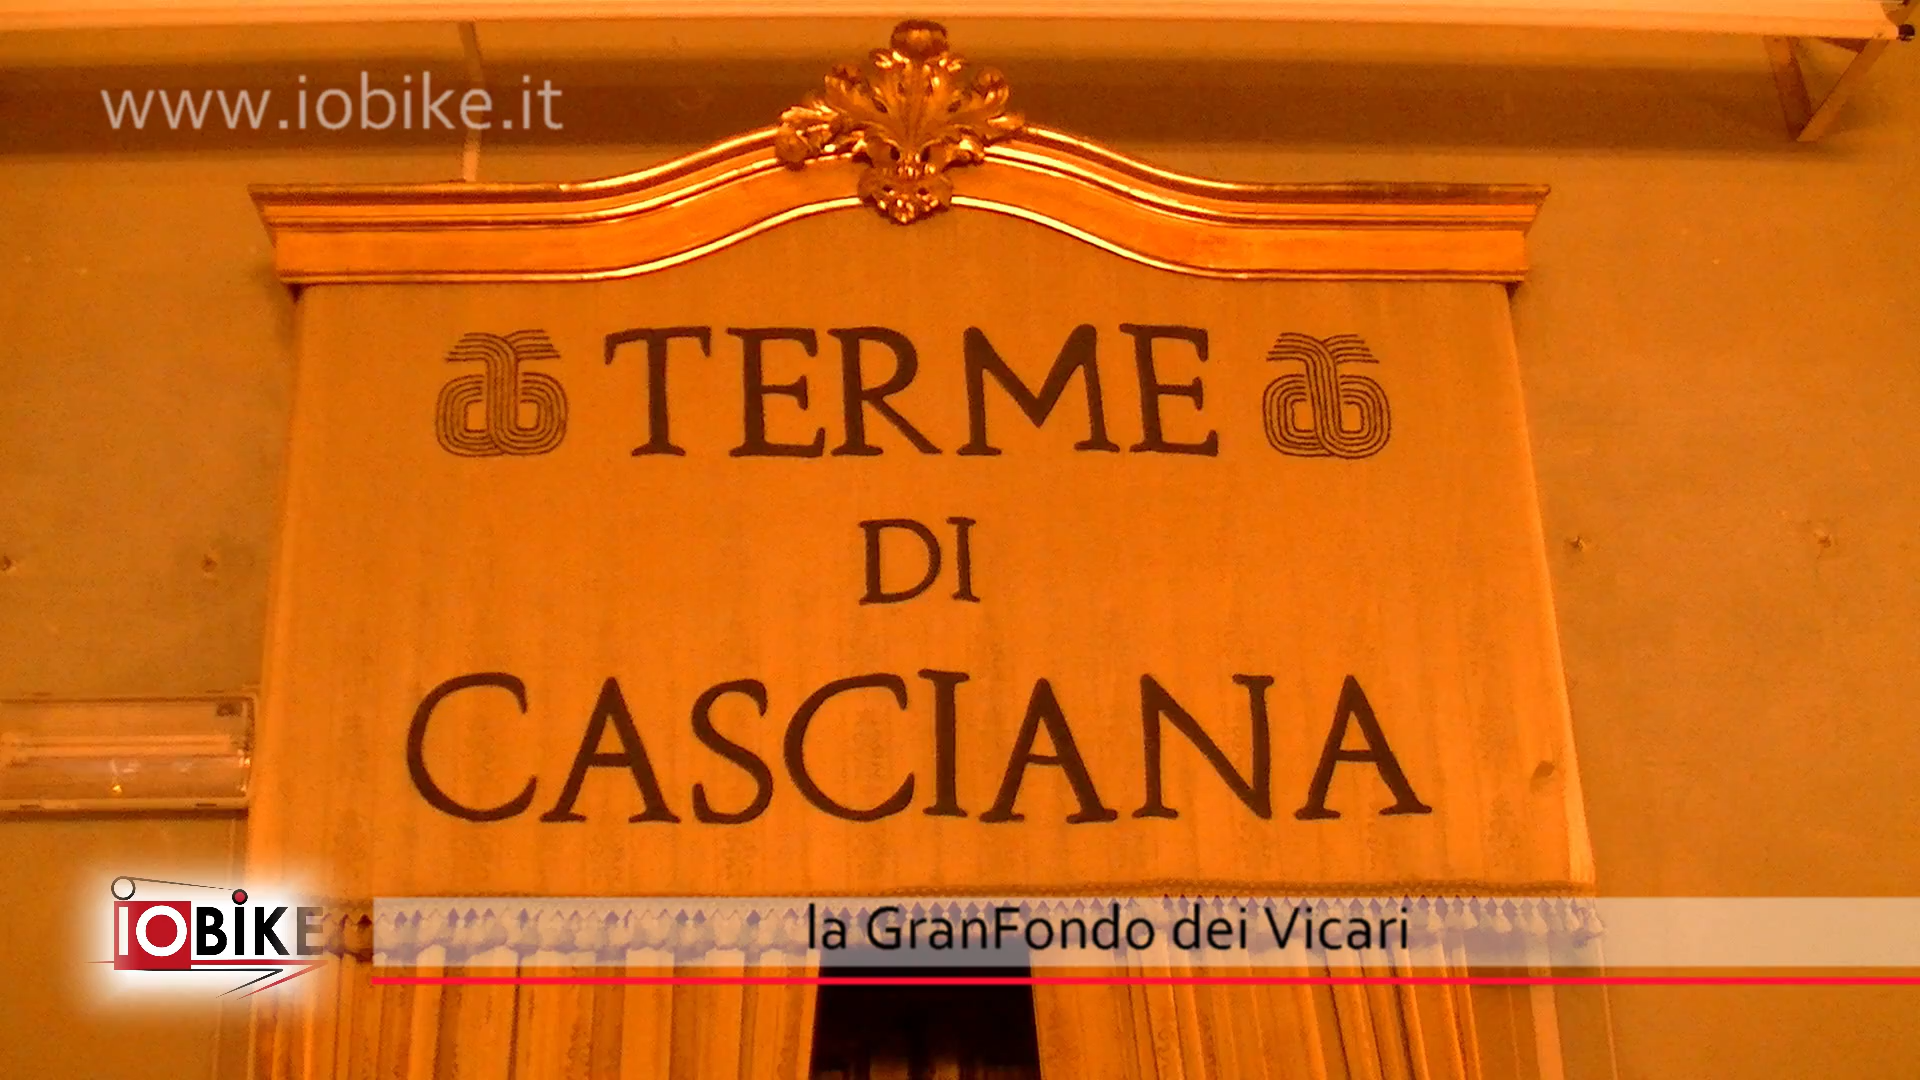 www.iobike.it
TERME
DI
CASCIANA
IOBIKE
la GranFondo dei Vicari